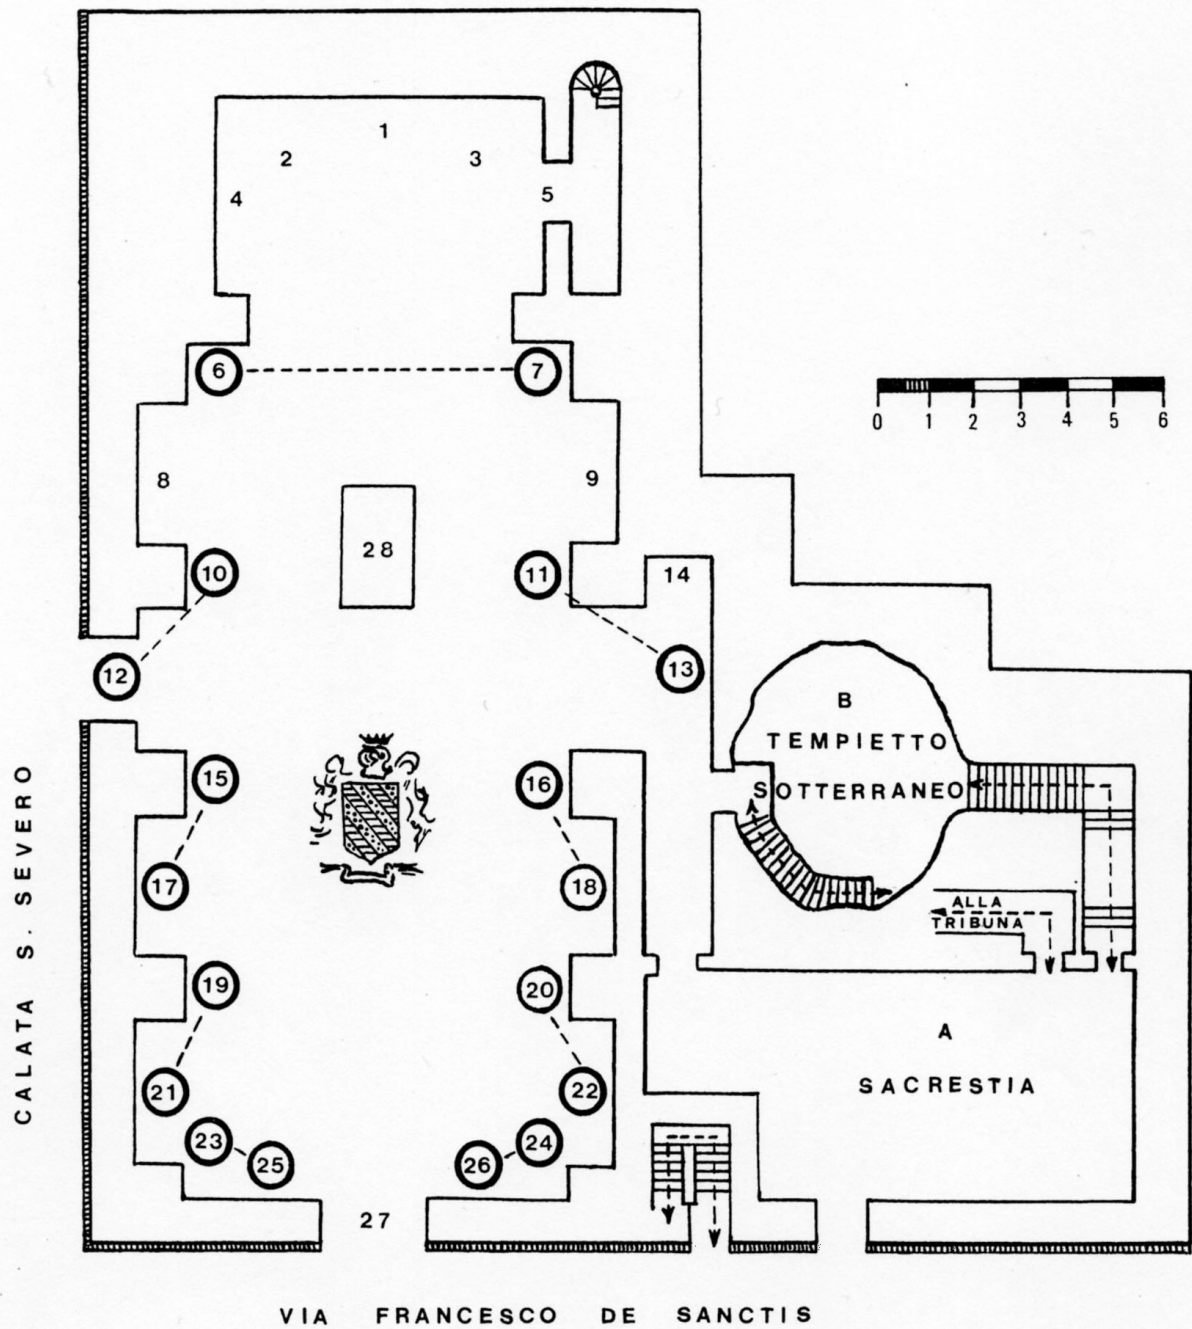 1
2
3
4
5
6
7
0 1 2 3 4 5 6
8
9
28
10
11
14
12
13
B
TEMPIETTO
SOTTERRANEO
15
16
17
18
ALLA
TRIBUNA
19
20
A
SACRESTIA
21
22
23
24
25
26
27
CALATA S. SEVERO
VIA FRANCESCO DE SANCTIS